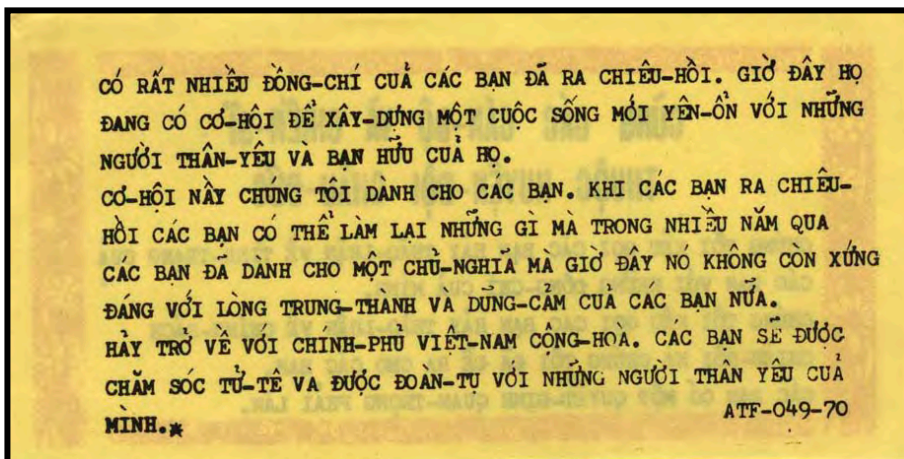 CÓ RẤT NHIỀU ĐỒNG-CHÍ CUẢ CÁC BẠN ĐÃ RA CHIÊU-HỒI. GIỜ ĐÂY HỌ
ĐANG CÓ CƠ-HỘI ĐỂ XÂY-DỰNG MỘT CUỘC SỐNG MỚI YÊN-ỔN VỚI NHỮNG
NGƯỜI THÂN-YÊU VÀ BẠN HỮU CUẢ HỌ.
CƠ-HỘI NẦY CHÚNG TÔI DÀNH CHO CÁC BẠN. KHI CÁC BẠN RA CHIÊU-
HỒI CÁC BẠN CÓ THỂ LÀM LẠI NHỮNG GÌ MÀ TRONG NHIỀU NĂM QUA
CÁC BẠN ĐÃ DÀNH CHO MỘT CHỦ-NGHĨA MÀ GIỜ ĐÂY NÓ KHÔNG CÒN XỨNG
ĐÁNG VỚI LÒNG TRUNG-THÀNH VÀ DŨNG-CẢM CUẢ CÁC BẠN NỮA.
HẢY TRỞ VỀ VỚI CHÍNH-PHỦ VIỆT-NAM CỘNG-HOÀ. CÁC BẠN SẼ ĐƯỢC
CHĂM SÓC TỬ-TẾ VÀ ĐƯỢC ĐOÀN-TỤ VỚI NHỮNG NGƯỜI THÂN YÊU CUẢ
MÌNH.* ATF-049-70